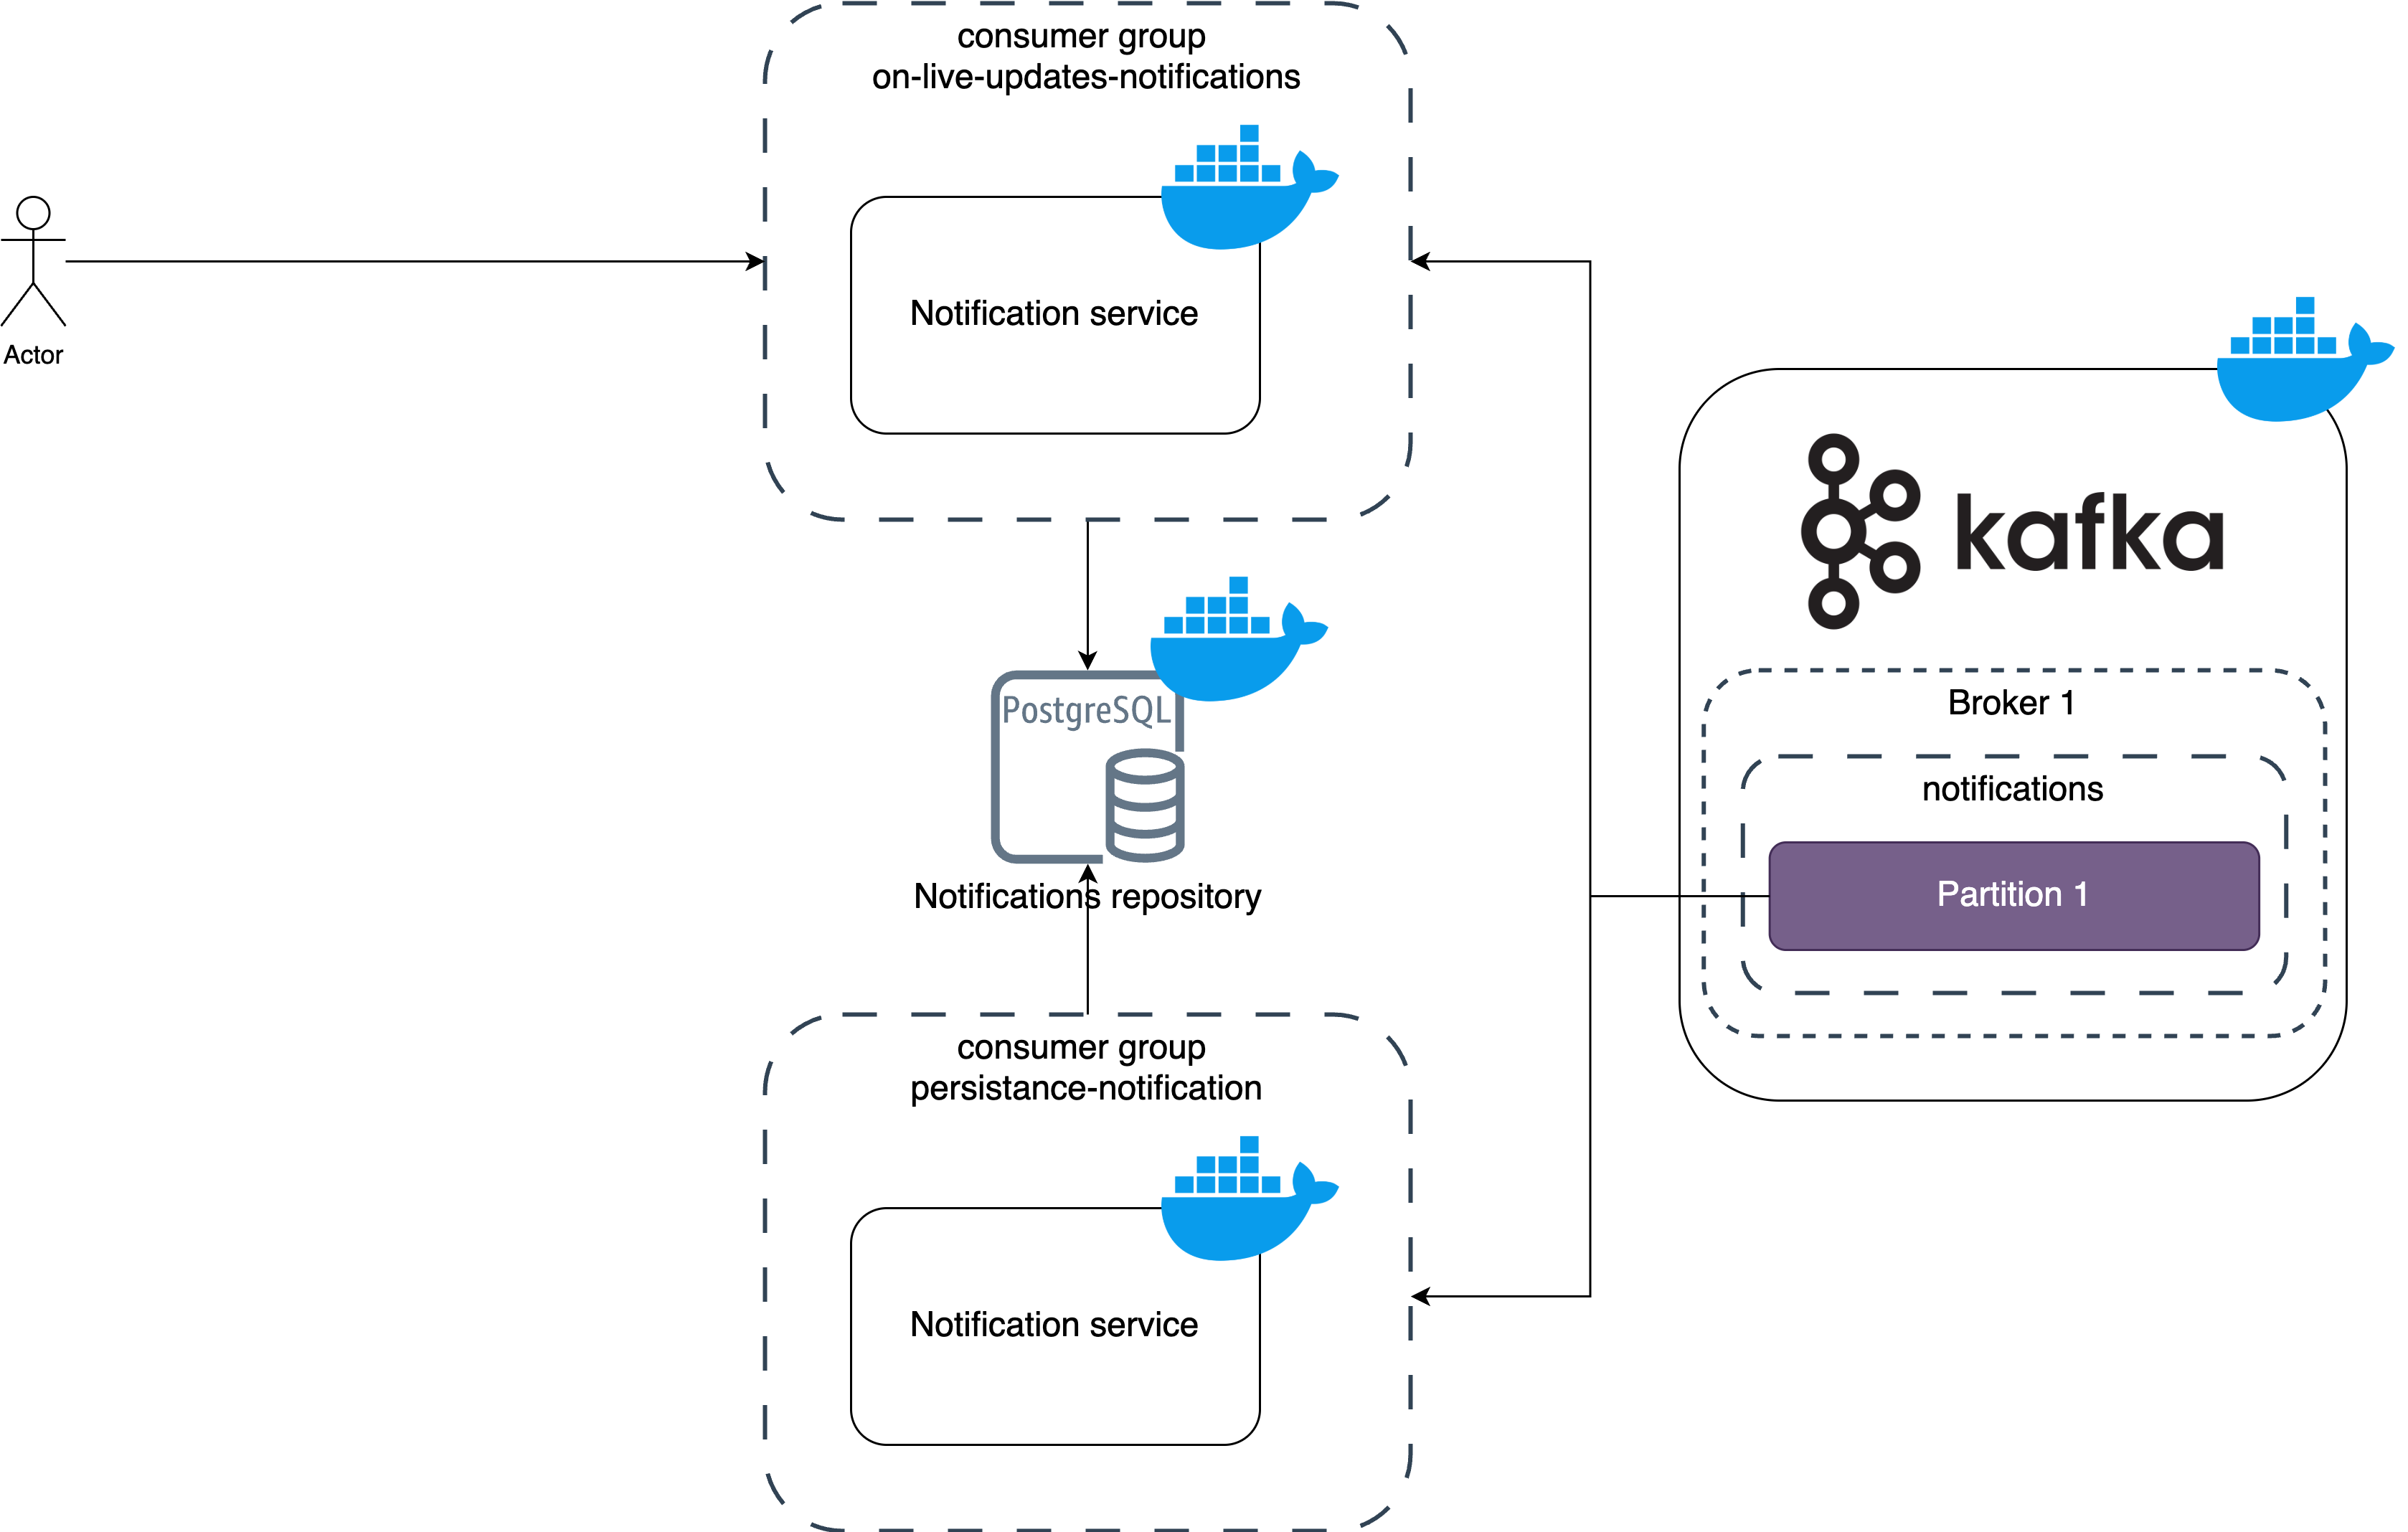 consumer group
on-live-updates-notifications
Notification service
Actor
kafka
PostgreSQL
Notifications repository
Broker 1
notifications
Partition 1
consumer group
persistance-notification
Notification service